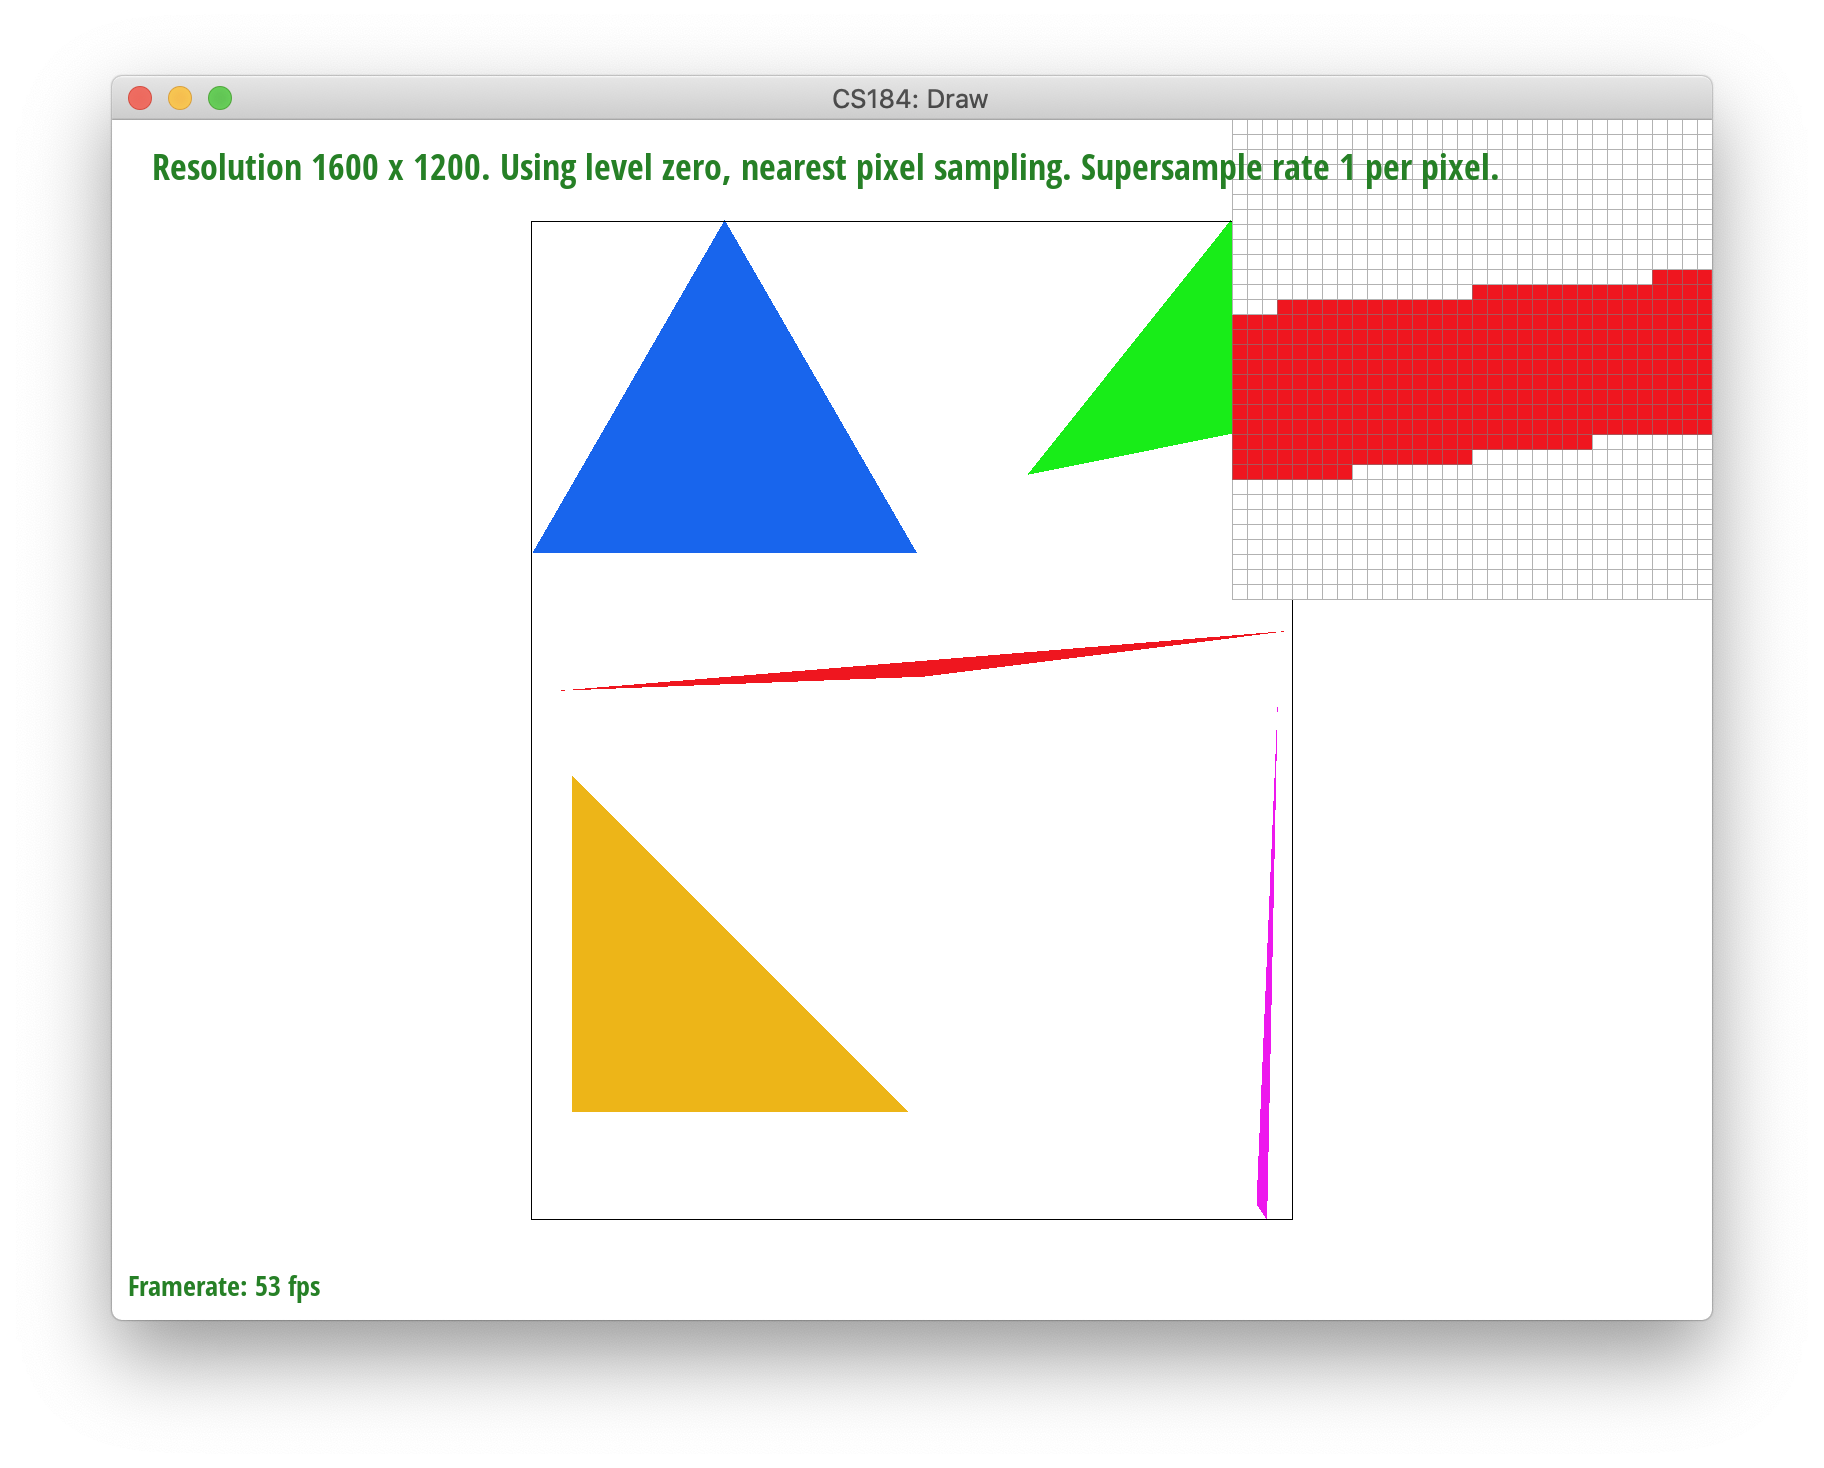 CS184: Draw
Resolution 1600 x 1200. Using level zero, nearest pixel sampling. Supersample rate 1 per pixel.
Framerate: 53 fps